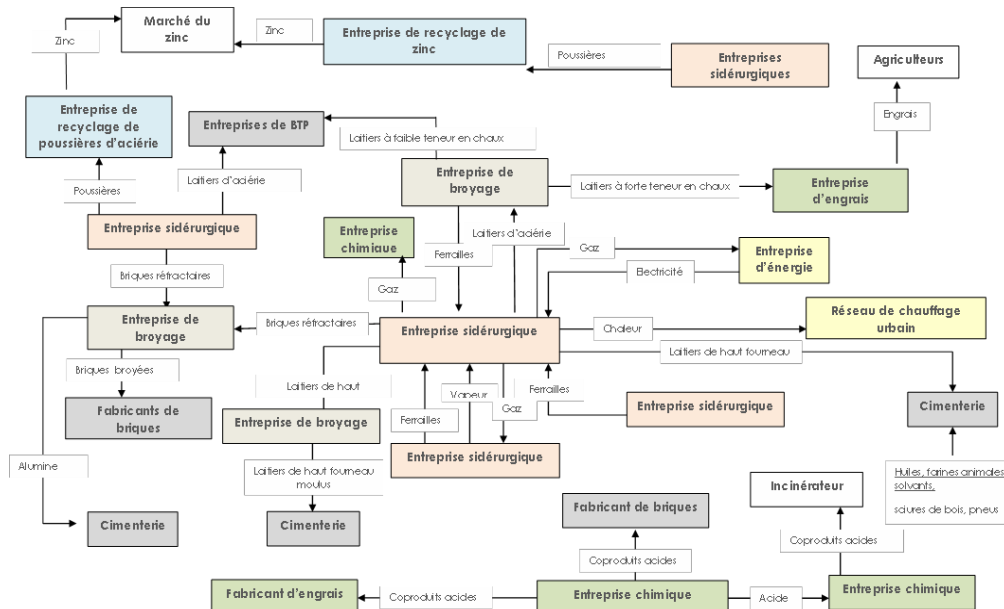 Marché du
zinc
Zinc
Zinc
Entreprise de recyclage de
zinc
Poussières
Entreprises
sidérurgiques
Agriculteurs
Engrais
Entreprise de
recyclage de
poussières d'aciérie
Entreprises de BTP
Laitiers à faible teneur en chaux
Entreprise de
broyage
Laitiers à forte teneur en chaux
Entreprise
d'engrais
Poussières
Laitiers d'aciérie
Entreprise sidérurgique
Entreprise
chimiaue
Ferrailles
Laitiers d'aciérie
Gaz
Entreprise
d'énergie
Electricité
Briques réfractaires
Gaz
Entreprise de
broyage
Briques réfractaires
Entreprise sidérurgique
Chaleur
Réseau de chauffage
urbain
Laitiers de haut fourneau
Briques broyées
Laitiers de haut
Vapeur
Gaz
Ferrailles
Ferrailles
Fabricants de
briques
Entreprise de broyage
Entreprise sidérurgique
Entreprise sidérurgique
Cimenterie
Alumine
Laitiers de haut fourneau
moulus
Huiles, farines animales
solvants,
sciures de bois, pneus
Incinérateur
Cimenterie
Cimenterie
Fabricant de briques
Coproduits acides
Coproduits acides
Fabricant d'engrais
Coproduits acides
Entreprise chimique
Acide
Entreprise chimique